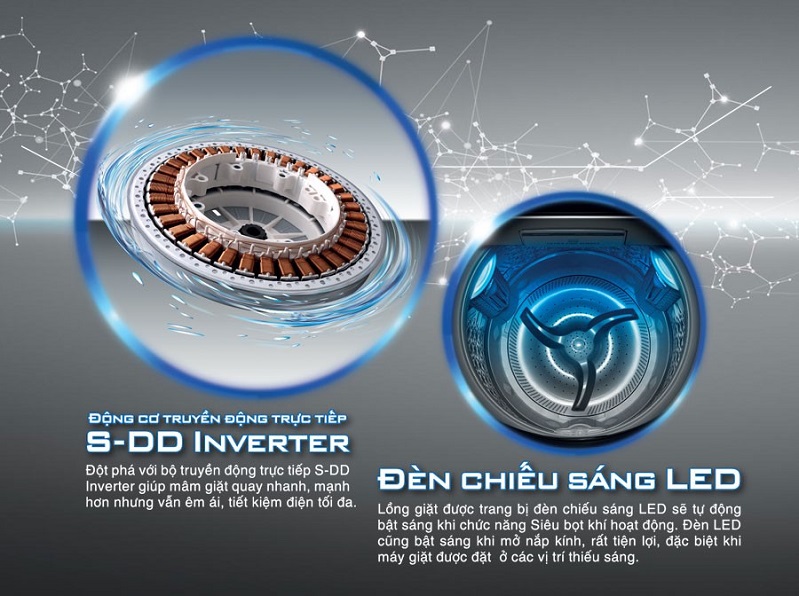 ĐỘNG CƠ TRUYỀN ĐỘNG TRỰC TIẾP
S-DD INVERTER
Đột phá với bộ truyền động trực tiếp S-DD
Inverter giúp mâm giặt quay nhanh, mạnh
hơn nhưng vẫn êm ái, tiết kiệm điện tối đa.
ĐÈN CHIẾU SÁNG LED
Lồng giặt được trang bị đèn chiếu sáng LED sẽ tự động
bật sáng khi chức năng Siêu bọt khí hoạt động. Đèn LED
cũng bật sáng khi mở nắp kính, rất tiện lợi, đặc biệt khi
máy giặt được đặt ở các vị trí thiếu sáng.